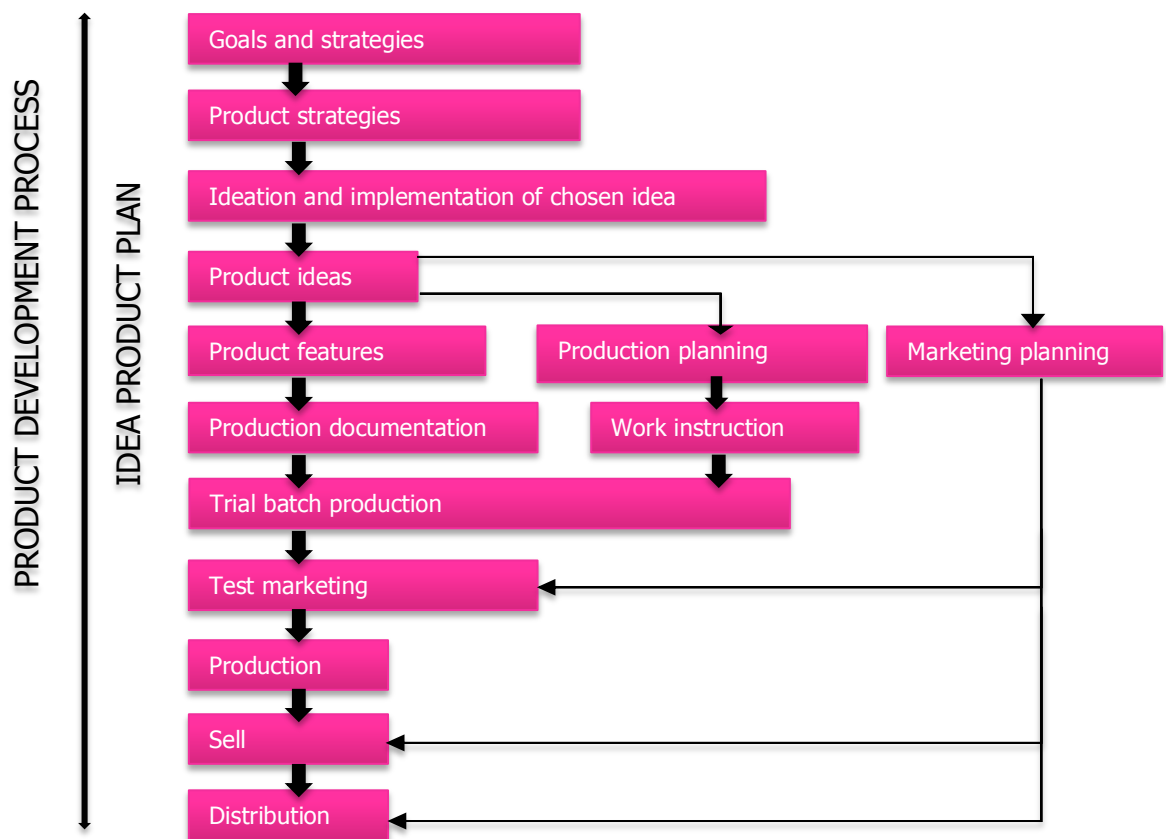 PRODUCT DEVELOPMENT PROCESS
IDEA PRODUCT PLAN
Goals and strategies
Product strategies
Ideation and implementation of chosen idea
Product ideas
Product features
Production planning
Marketing planning
Production documentation
Work instruction
Trial batch production
Test marketing
Production
Sell
Distribution